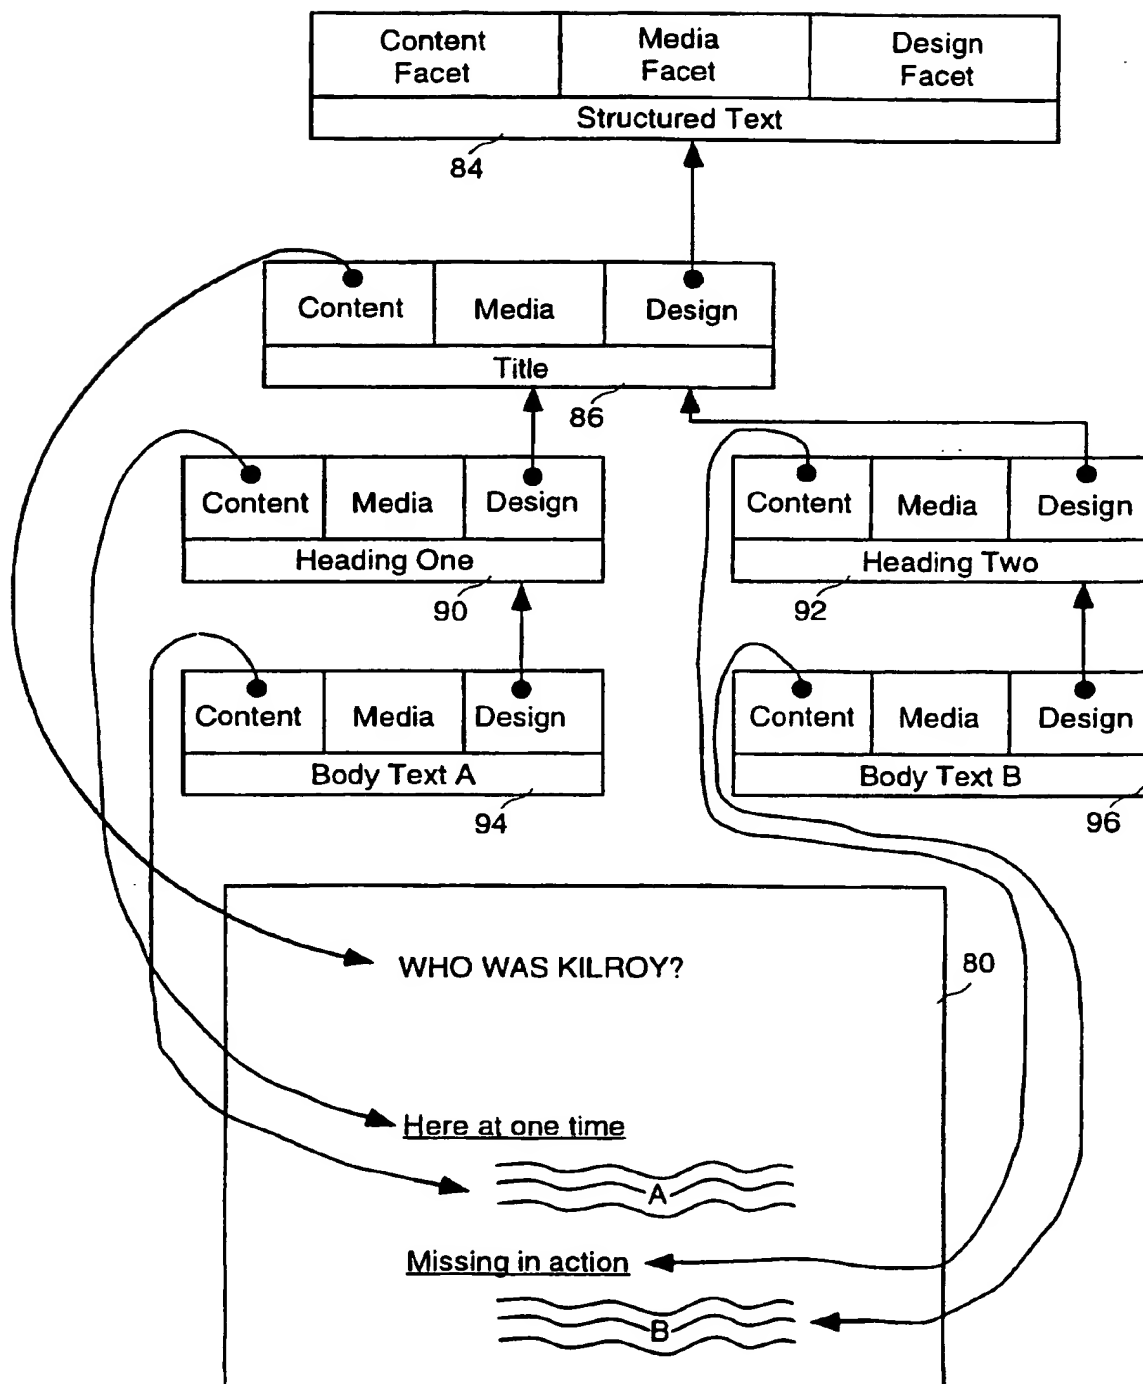 Content Facet
Media Facet
Design Facet
Structured Text
84
Content
Media
Design
Title
86
Content
Media
Design
Heading One
90
Content
Media
Design
Heading Two
92
Content
Media
Design
Body Text A
94
Content
Media
Design
Body Text B
96
80
WHO WAS KILROY?
Here at one time
A
Missing in action
B